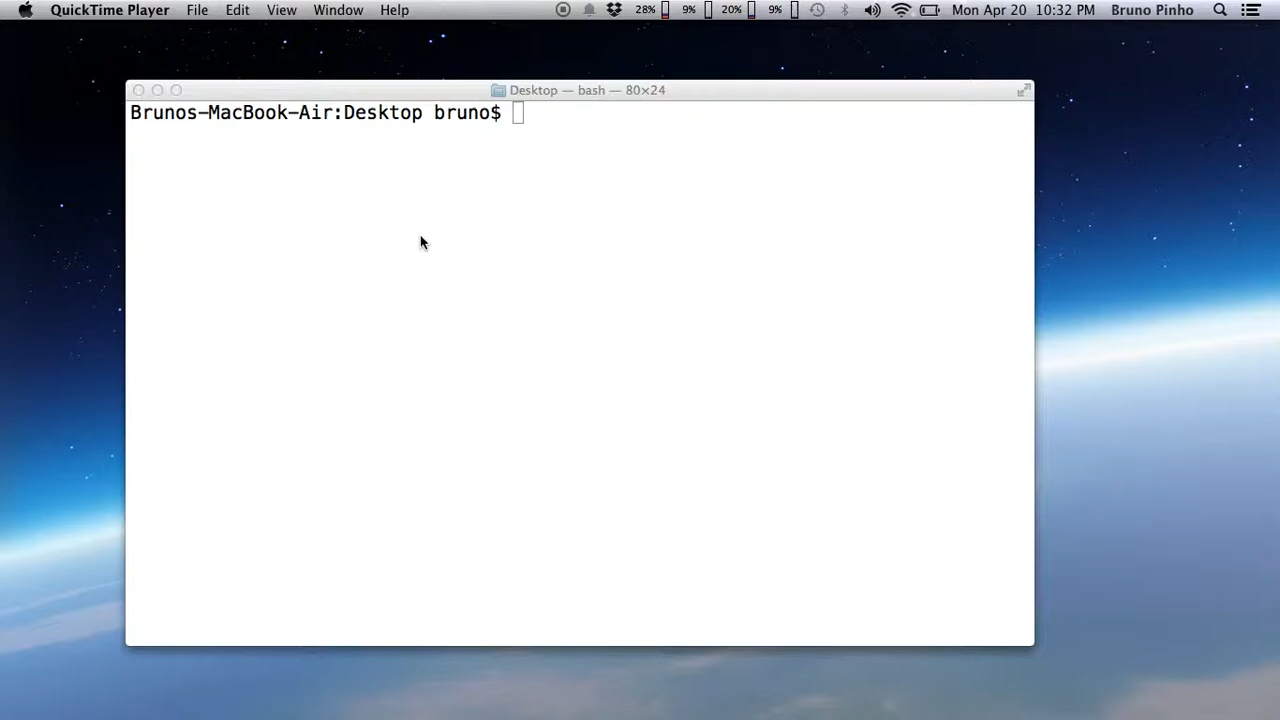 QuickTime Player File Edit View Window Help 28% 9% 20% 9% Mon Apr 20 10:32 PM Bruno Pinho
Desktop — bash — 80×24
Brunos-MacBook-Air:Desktop bruno$